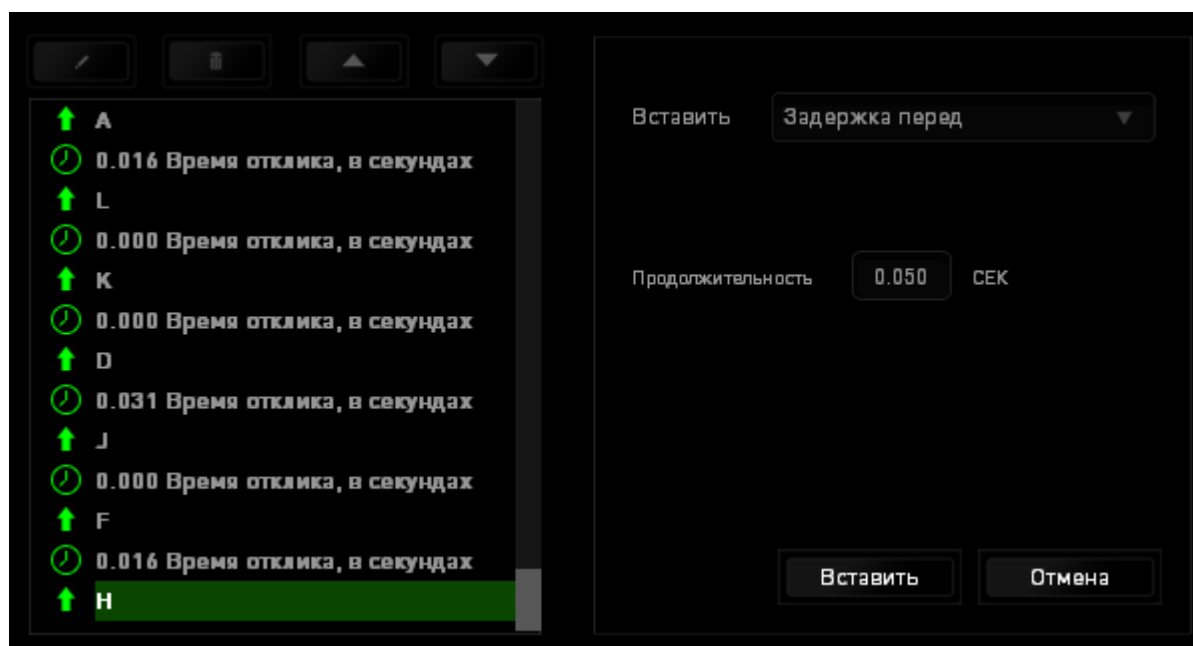 A
0.016 Время отклика, в секундах
L
0.000 Время отклика, в секундах
K
0.000 Время отклика, в секундах
D
0.031 Время отклика, в секундах
J
0.000 Время отклика, в секундах
F
0.016 Время отклика, в секундах
H
Вставить Задержка перед
Продолжительность 0.050 СЕК
Вставить Отмена